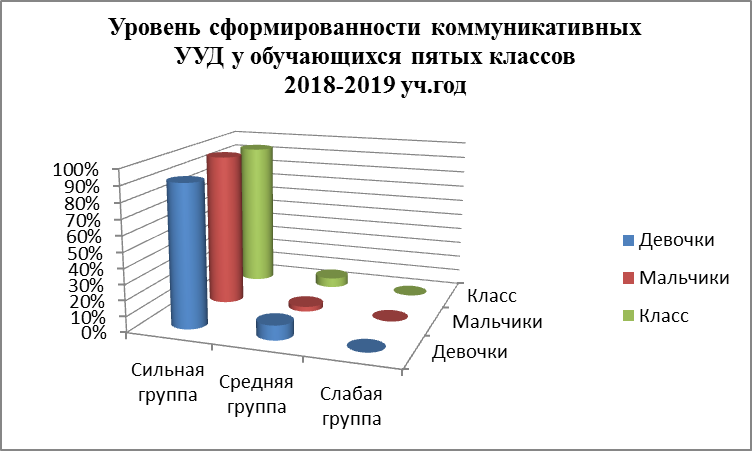 Уровень сформированности коммуникативных
УУД у обучающихся пятых классов
2018-2019 уч.год
100%
90%
80%
70%
60%
50%
40%
30%
20%
10%
0%
Сильная
группа
Средняя
группа
Слабая
группа
Класс
Мальчики
Девочки
Девочки
Мальчики
Класс